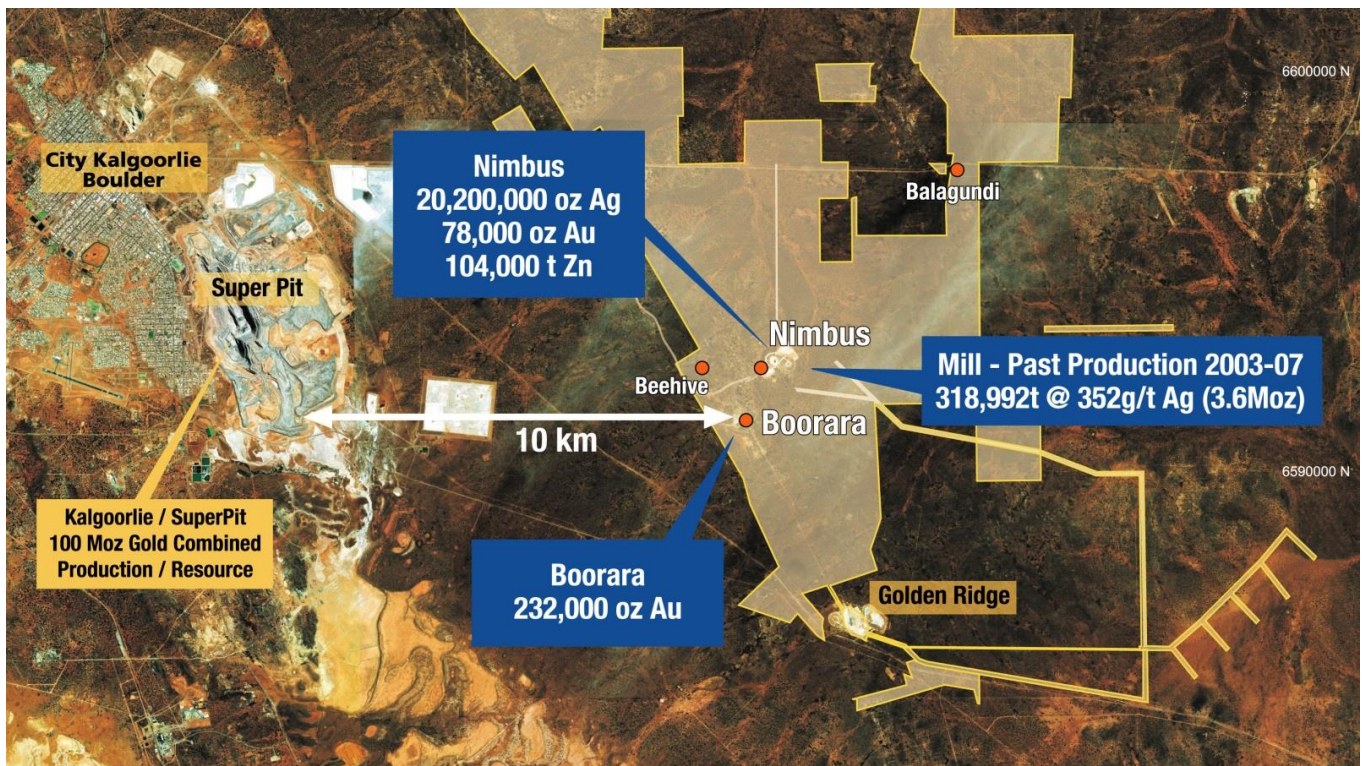 6600000 N
City Kalgoorlie
Boulder
Nimbus
20,200,000 oz Ag
78,000 oz Au
104,000 t Zn
Balagundi
Super Pit
Nimbus
Beehive
Mill - Past Production 2003-07
318,992t @ 352g/t Ag (3.6Moz)
Boorara
10 km
6590000 N
Kalgoorlie / SuperPit
100 Moz Gold Combined
Production / Resource
Boorara
232,000 oz Au
Golden Ridge